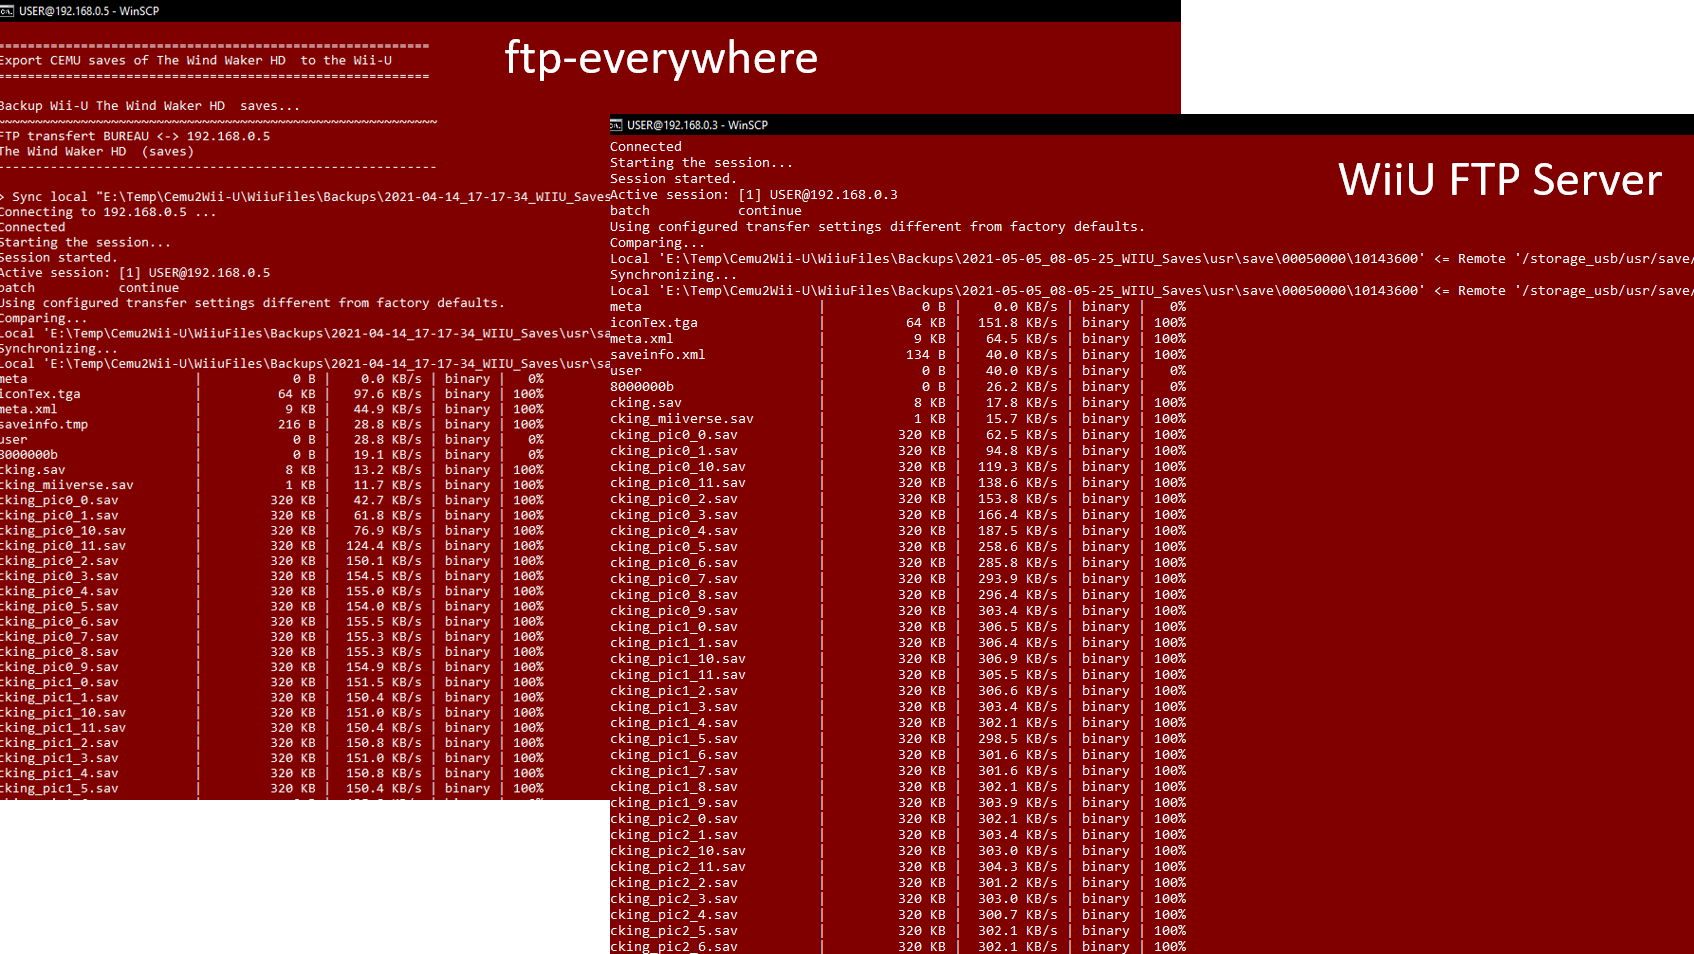 USER@192.168.0.5 - WinSCP
ftp-everywhere
=========================================================
Export CEMU saves of The Wind Waker HD  to the Wii-U
=========================================================
Backup Wii-U The Wind Waker HD  saves...
~~~~~~~~~~~~~~~~~~~~~~~~~~~~~~~~~~~~~~~~~~~~~~~~~~~~~~~~~~
FTP transfert BUREAU <-> 192.168.0.5
The Wind Waker HD  (saves)
----------------------------------------------------------
> Sync local "E:\Temp\Cemu2Wii-U\WiiuFiles\Backups\2021-04-14_17-17-34_WIIU_Saves
Connecting to 192.168.0.5 ...
Connected
Starting the session...
Session started.
Active session: [1] USER@192.168.0.5
batch           continue
Using configured transfer settings different from factory defaults.
Comparing...
Local 'E:\Temp\Cemu2Wii-U\WiiuFiles\Backups\2021-04-14_17-17-34_WIIU_Saves\usr\sa
Synchronizing...
Local 'E:\Temp\Cemu2Wii-U\WiiuFiles\Backups\2021-04-14_17-17-34_WIIU_Saves\usr\sa
meta | 0 B | 0.0 KB/s | binary | 0%
iconTex.tga | 64 KB | 97.6 KB/s | binary | 100%
meta.xml | 9 KB | 44.9 KB/s | binary | 100%
saveinfo.tmp | 216 B | 28.8 KB/s | binary | 100%
user | 0 B | 28.8 KB/s | binary | 0%
8000000b | 0 B | 19.1 KB/s | binary | 0%
cking.sav | 8 KB | 13.2 KB/s | binary | 100%
cking_miiverse.sav | 1 KB | 11.7 KB/s | binary | 100%
cking_pic0_0.sav | 320 KB | 42.7 KB/s | binary | 100%
cking_pic0_1.sav | 320 KB | 61.8 KB/s | binary | 100%
cking_pic0_10.sav | 320 KB | 76.9 KB/s | binary | 100%
cking_pic0_11.sav | 320 KB | 124.4 KB/s | binary | 100%
cking_pic0_2.sav | 320 KB | 150.1 KB/s | binary | 100%
cking_pic0_3.sav | 320 KB | 154.5 KB/s | binary | 100%
cking_pic0_4.sav | 320 KB | 155.0 KB/s | binary | 100%
cking_pic0_5.sav | 320 KB | 154.0 KB/s | binary | 100%
cking_pic0_6.sav | 320 KB | 155.5 KB/s | binary | 100%
cking_pic0_7.sav | 320 KB | 155.3 KB/s | binary | 100%
cking_pic0_8.sav | 320 KB | 155.3 KB/s | binary | 100%
cking_pic0_9.sav | 320 KB | 154.9 KB/s | binary | 100%
cking_pic1_0.sav | 320 KB | 151.5 KB/s | binary | 100%
cking_pic1_1.sav | 320 KB | 150.4 KB/s | binary | 100%
cking_pic1_10.sav | 320 KB | 151.0 KB/s | binary | 100%
cking_pic1_11.sav | 320 KB | 150.4 KB/s | binary | 100%
cking_pic1_2.sav | 320 KB | 150.8 KB/s | binary | 100%
cking_pic1_3.sav | 320 KB | 151.0 KB/s | binary | 100%
cking_pic1_4.sav | 320 KB | 150.8 KB/s | binary | 100%
cking_pic1_5.sav | 320 KB | 150.4 KB/s | binary | 100%
USER@192.168.0.3 - WinSCP
WiiU FTP Server
Connected
Starting the session...
Session started.
Active session: [1] USER@192.168.0.3
batch           continue
Using configured transfer settings different from factory defaults.
Comparing...
Local 'E:\Temp\Cemu2Wii-U\WiiuFiles\Backups\2021-05-05_08-05-25_WIIU_Saves\usr\save\00050000\10143600' <= Remote '/storage_usb/usr/save/
Synchronizing...
Local 'E:\Temp\Cemu2Wii-U\WiiuFiles\Backups\2021-05-05_08-05-25_WIIU_Saves\usr\save\00050000\10143600' <= Remote '/storage_usb/usr/save/
meta | 0 B | 0.0 KB/s | binary | 0%
iconTex.tga | 64 KB | 151.8 KB/s | binary | 100%
meta.xml | 9 KB | 64.5 KB/s | binary | 100%
saveinfo.xml | 134 B | 40.0 KB/s | binary | 100%
user | 0 B | 40.0 KB/s | binary | 0%
8000000b | 0 B | 26.2 KB/s | binary | 0%
cking.sav | 8 KB | 17.8 KB/s | binary | 100%
cking_miiverse.sav | 1 KB | 15.7 KB/s | binary | 100%
cking_pic0_0.sav | 320 KB | 62.5 KB/s | binary | 100%
cking_pic0_1.sav | 320 KB | 94.8 KB/s | binary | 100%
cking_pic0_10.sav | 320 KB | 119.3 KB/s | binary | 100%
cking_pic0_11.sav | 320 KB | 138.6 KB/s | binary | 100%
cking_pic0_2.sav | 320 KB | 153.8 KB/s | binary | 100%
cking_pic0_3.sav | 320 KB | 166.4 KB/s | binary | 100%
cking_pic0_4.sav | 320 KB | 187.5 KB/s | binary | 100%
cking_pic0_5.sav | 320 KB | 258.6 KB/s | binary | 100%
cking_pic0_6.sav | 320 KB | 285.8 KB/s | binary | 100%
cking_pic0_7.sav | 320 KB | 293.9 KB/s | binary | 100%
cking_pic0_8.sav | 320 KB | 296.4 KB/s | binary | 100%
cking_pic0_9.sav | 320 KB | 303.4 KB/s | binary | 100%
cking_pic1_0.sav | 320 KB | 306.5 KB/s | binary | 100%
cking_pic1_1.sav | 320 KB | 306.4 KB/s | binary | 100%
cking_pic1_10.sav | 320 KB | 306.9 KB/s | binary | 100%
cking_pic1_11.sav | 320 KB | 305.5 KB/s | binary | 100%
cking_pic1_2.sav | 320 KB | 306.6 KB/s | binary | 100%
cking_pic1_3.sav | 320 KB | 303.4 KB/s | binary | 100%
cking_pic1_4.sav | 320 KB | 302.1 KB/s | binary | 100%
cking_pic1_5.sav | 320 KB | 298.5 KB/s | binary | 100%
cking_pic1_6.sav | 320 KB | 301.6 KB/s | binary | 100%
cking_pic1_7.sav | 320 KB | 301.6 KB/s | binary | 100%
cking_pic1_8.sav | 320 KB | 302.1 KB/s | binary | 100%
cking_pic1_9.sav | 320 KB | 303.9 KB/s | binary | 100%
cking_pic2_0.sav | 320 KB | 302.1 KB/s | binary | 100%
cking_pic2_1.sav | 320 KB | 303.4 KB/s | binary | 100%
cking_pic2_10.sav | 320 KB | 303.0 KB/s | binary | 100%
cking_pic2_11.sav | 320 KB | 304.3 KB/s | binary | 100%
cking_pic2_2.sav | 320 KB | 301.2 KB/s | binary | 100%
cking_pic2_3.sav | 320 KB | 303.0 KB/s | binary | 100%
cking_pic2_4.sav | 320 KB | 300.7 KB/s | binary | 100%
cking_pic2_5.sav | 320 KB | 302.1 KB/s | binary | 100%
cking_pic2_6.sav | 320 KB | 302.1 KB/s | binary | 100%